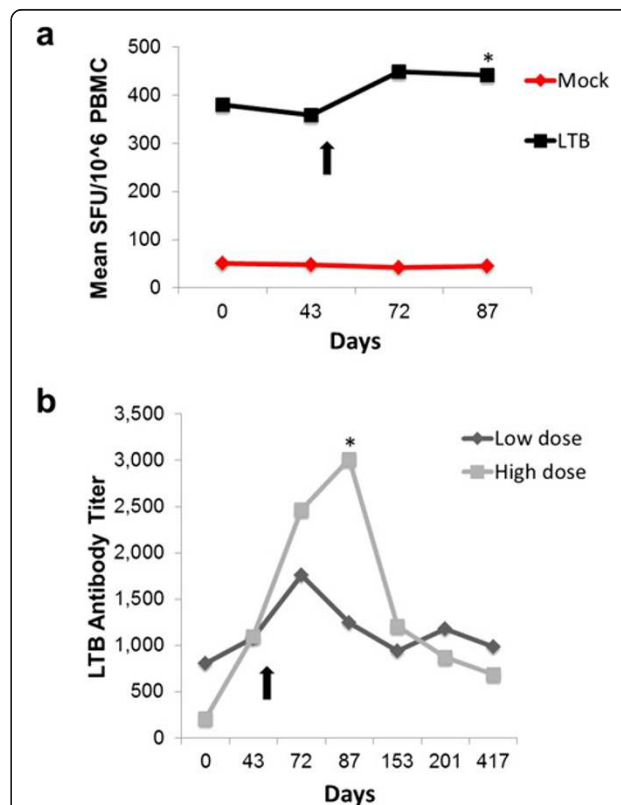 a
500
400
300
200
100
0
Mean SFU/10^6 PBMC
*
Mock
LTB
0 43 72 87
Days
b
3,500
3,000
2,500
2,000
1,500
1,000
500
0
LTB Antibody Titer
*
Low dose
High dose
0 43 72 87 153 201 417
Days